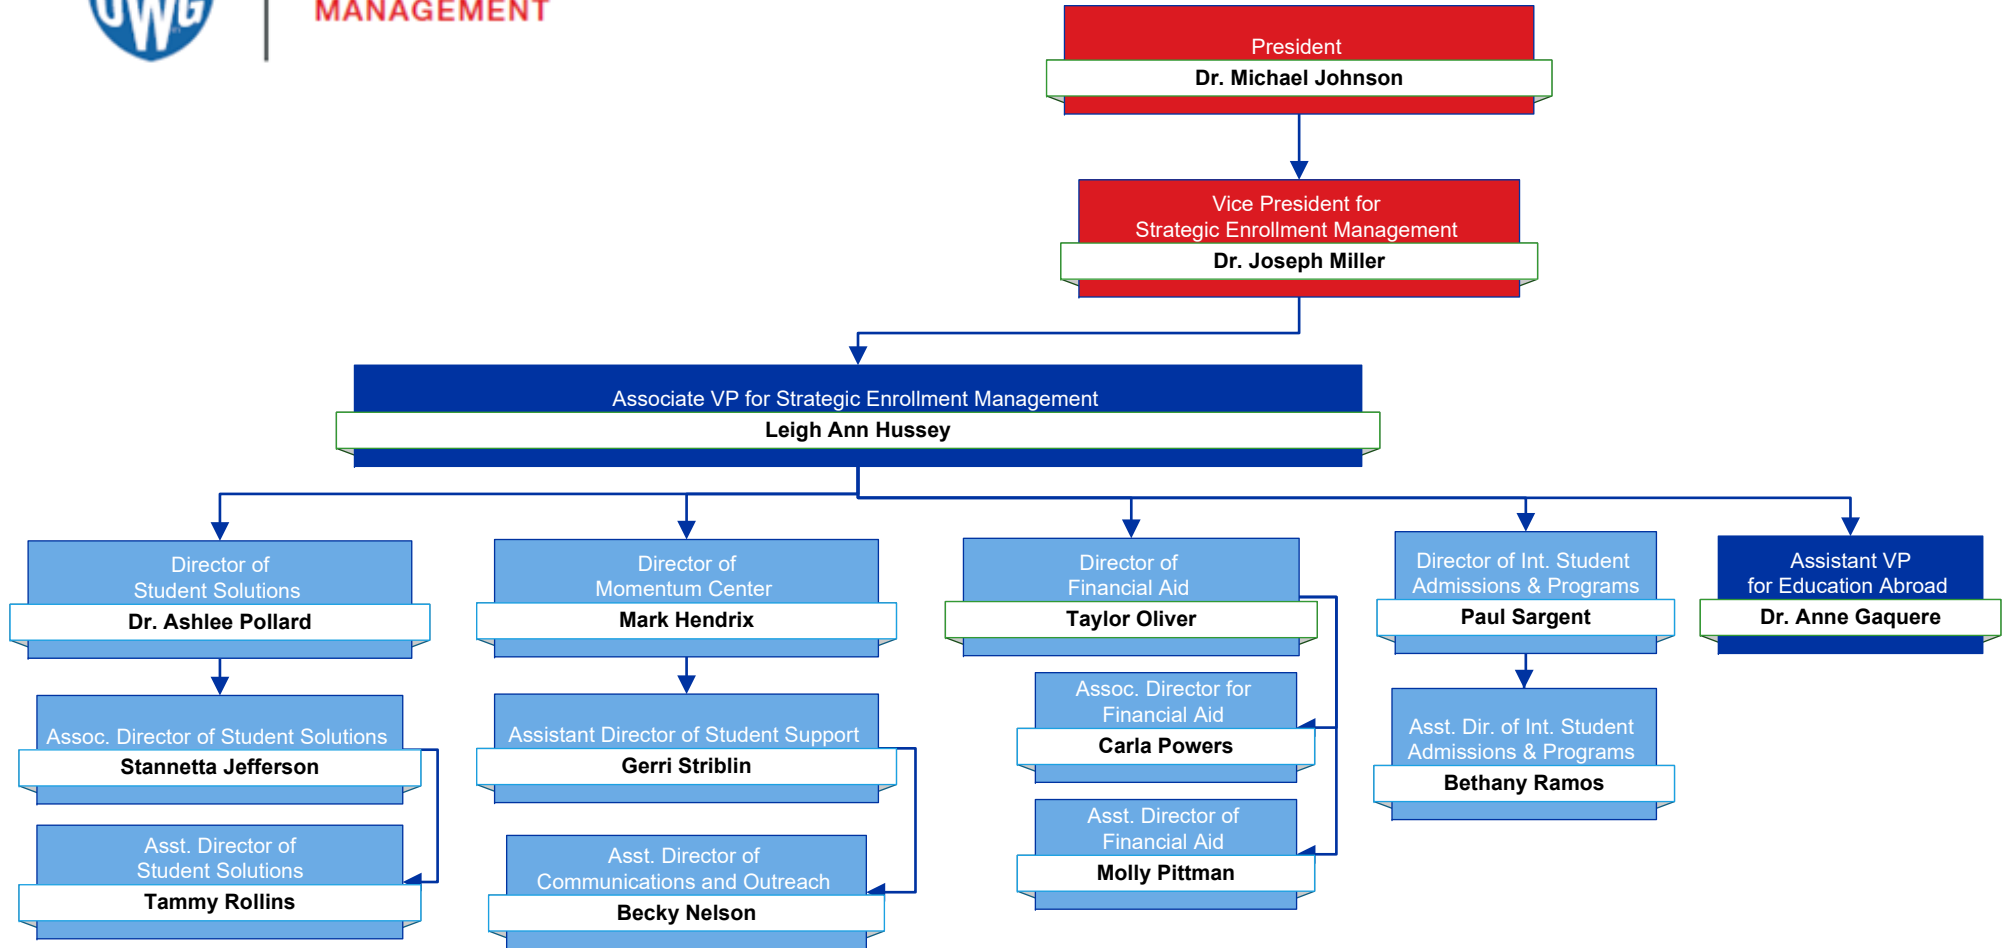 UWG
MANAGEMENT
President
Dr. Michael Johnson
Vice President for
Strategic Enrollment Management
Dr. Joseph Miller
Associate VP for Strategic Enrollment Management
Leigh Ann Hussey
Director of
Student Solutions
Dr. Ashlee Pollard
Director of
Momentum Center
Mark Hendrix
Director of
Financial Aid
Taylor Oliver
Director of Int. Student
Admissions & Programs
Paul Sargent
Assistant VP
for Education Abroad
Dr. Anne Gaquere
Assoc. Director of Student Solutions
Stannetta Jefferson
Assistant Director of Student Support
Gerri Striblin
Assoc. Director for
Financial Aid
Carla Powers
Asst. Dir. of Int. Student
Admissions & Programs
Bethany Ramos
Asst. Director of
Student Solutions
Tammy Rollins
Asst. Director of
Communications and Outreach
Becky Nelson
Asst. Director of
Financial Aid
Molly Pittman